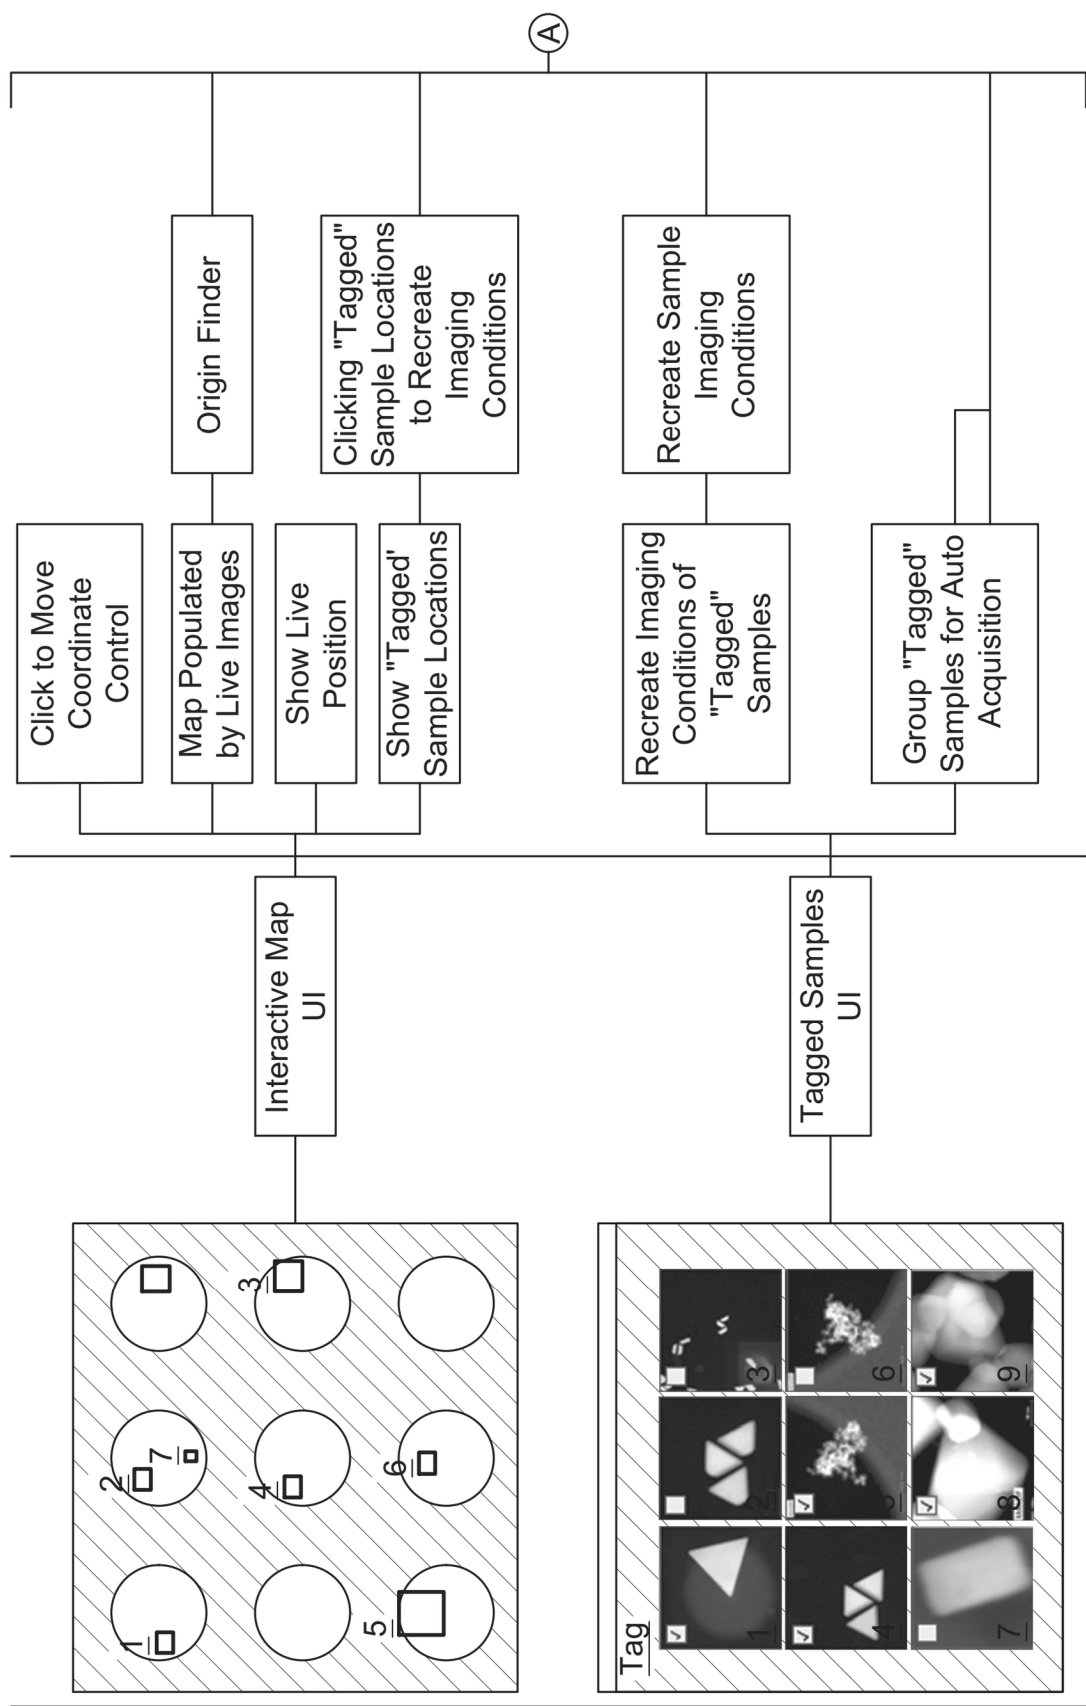 1
2
7
3
4
5
6
Interactive Map
UI
Click to Move
Coordinate
Control
Map Populated
by Live Images
Show Live
Position
Show "Tagged'
Sample Locations
Origin Finder
Clicking "Tagged"
Sample Locations
to Recreate
Imaging
Conditions
A
Tag
1
2
3
4
5
6
7
8
9
Tagged Samples
UI
Recreate Imaging
Conditions of
"Tagged"
Samples
Group "Tagged"
Samples for Auto
Acquisition
Recreate Sample
Imaging
Conditions